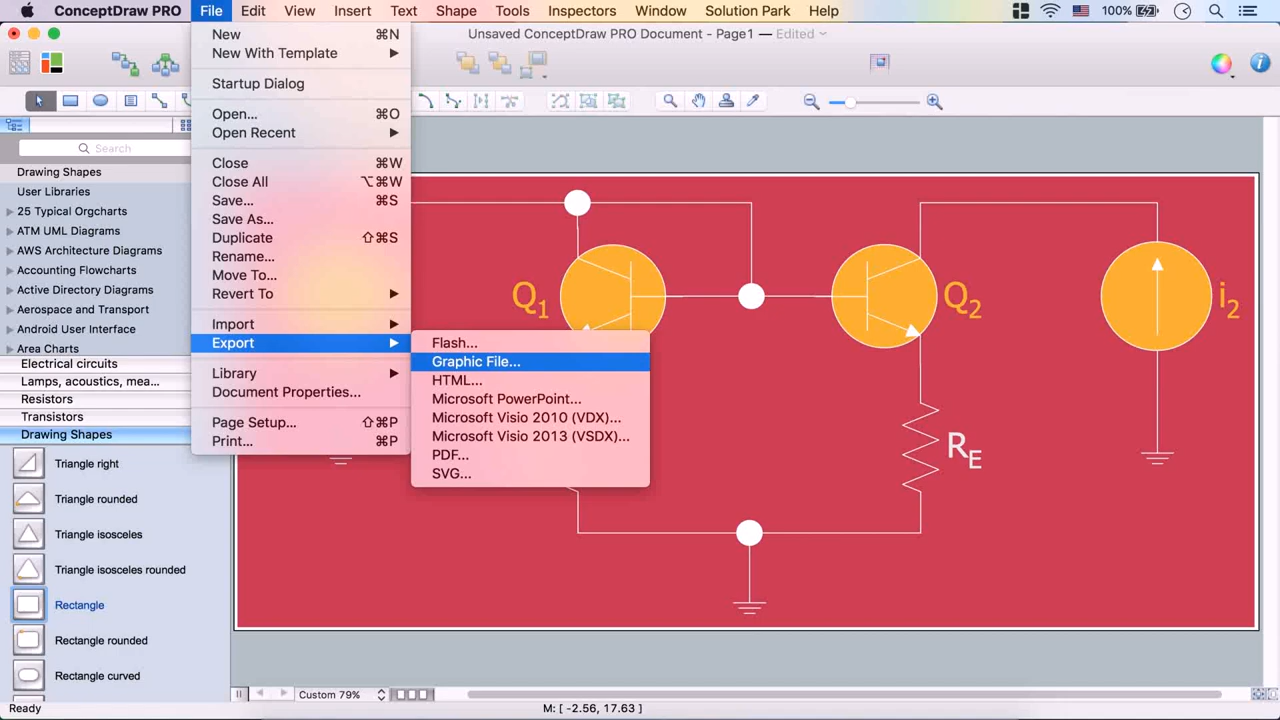 ConceptDraw PRO File Edit View Insert Text Shape Tools Inspectors Window Solution Park Help 100%
Unsaved ConceptDraw PRO Document - Page1 — Edited
New ⌘N
New With Template
Startup Dialog
Open... ⌘O
Open Recent
Close ⌘W
Close All ⌥⌘W
Save... ⌘S
Save As...
Duplicate ⇧⌘S
Rename...
Move To...
Revert To
Import
Export
Library
Document Properties...
Page Setup... ⇧⌘P
Print... ⌘P
Flash...
Graphic File...
HTML...
Microsoft PowerPoint...
Microsoft Visio 2010 (VDX)...
Microsoft Visio 2013 (VSDX)...
PDF...
SVG...
Search
Drawing Shapes
User Libraries
25 Typical Orgcharts
ATM UML Diagrams
AWS Architecture Diagrams
Accounting Flowcharts
Active Directory Diagrams
Aerospace and Transport
Android User Interface
Area Charts
Electrical circuits
Lamps, acoustics, mea...
Resistors
Transistors
Drawing Shapes
Triangle right
Triangle rounded
Triangle isosceles
Triangle isosceles rounded
Rectangle
Rectangle rounded
Rectangle curved
Q1
Q2
i2
RE
Custom 79%
Ready
M: [ -2.56, 17.63 ]